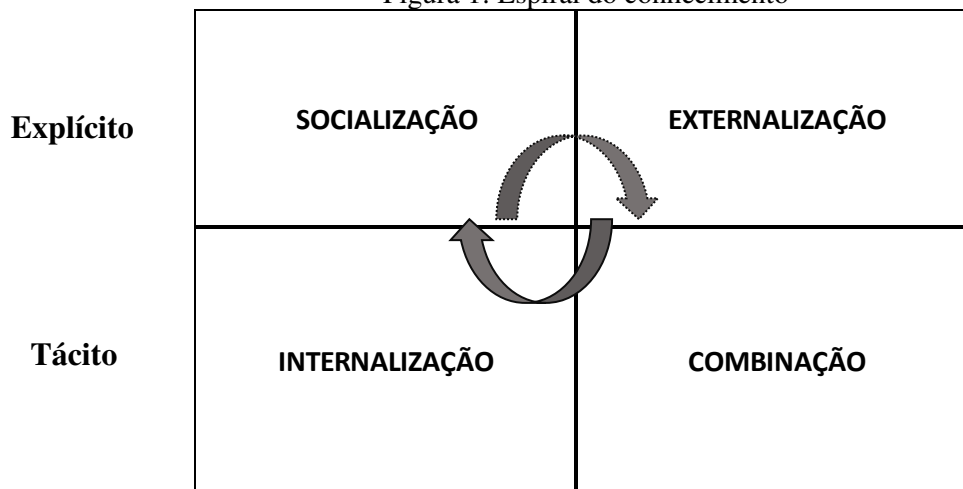 Figura 1: Espiral do conhecimento
Explícito
SOCIALIZAÇÃO
EXTERNALIZAÇÃO
Tácito
INTERNALIZAÇÃO
COMBINAÇÃO